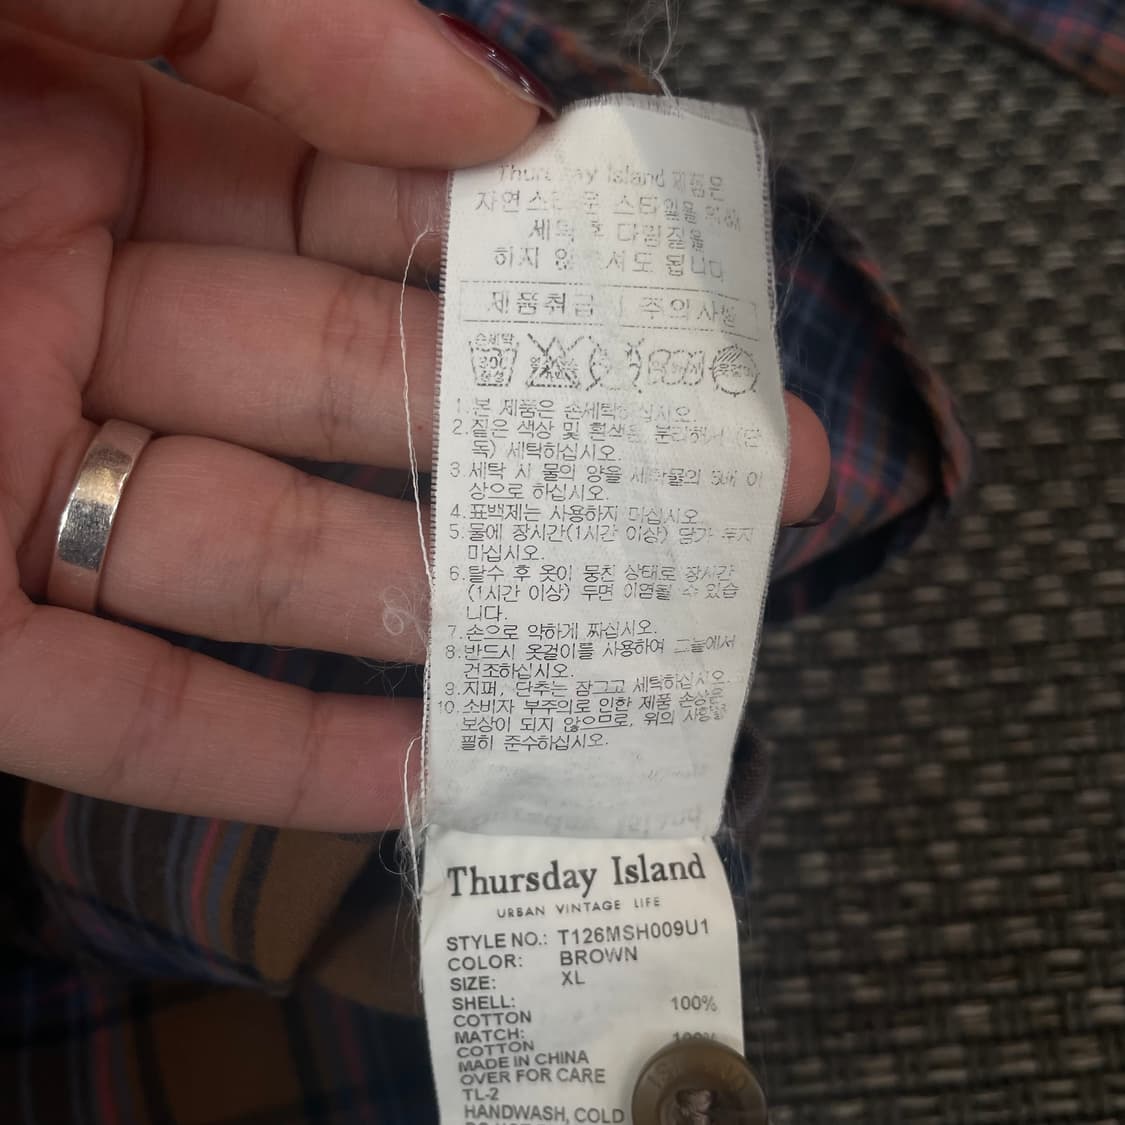 Thursday Island 제품은
자연스러운 스타일을 위해
세탁 후 다림질을
하지 않으셔도 됩니다
제품취급 주의사항
손세탁
30℃
중성
옷걸이
1. 본 제품은 손세탁하십시오.
2. 짙은 색상 및 흰색은 분리해서 (단
독) 세탁하십시오.
3. 세탁 시 물의 양을 세탁물의 5배 이
상으로 하십시오.
4. 표백제는 사용하지 마십시오.
5. 물에 장시간(1시간 이상) 담가 두지
마십시오.
6. 탈수 후 옷이 뭉친 상태로 장시간
(1시간 이상) 두면 이염될 수 있습
니다.
7. 손으로 약하게 짜십시오.
8. 반드시 옷걸이를 사용하여 그늘에서
건조하십시오.
9. 지퍼, 단추는 잠그고 세탁하십시오.
10. 소비자 부주의로 인한 제품 손상은
보상이 되지 않으므로, 위의 사항을
필히 준수하십시오.
Thursday Island
URBAN VINTAGE LIFE
STYLE NO.: T126MSH009U1
COLOR: BROWN
SIZE: XL
SHELL: 100%
COTTON
MATCH: 100%
COTTON
MADE IN CHINA
OVER FOR CARE
TL-2
HANDWASH, COLD